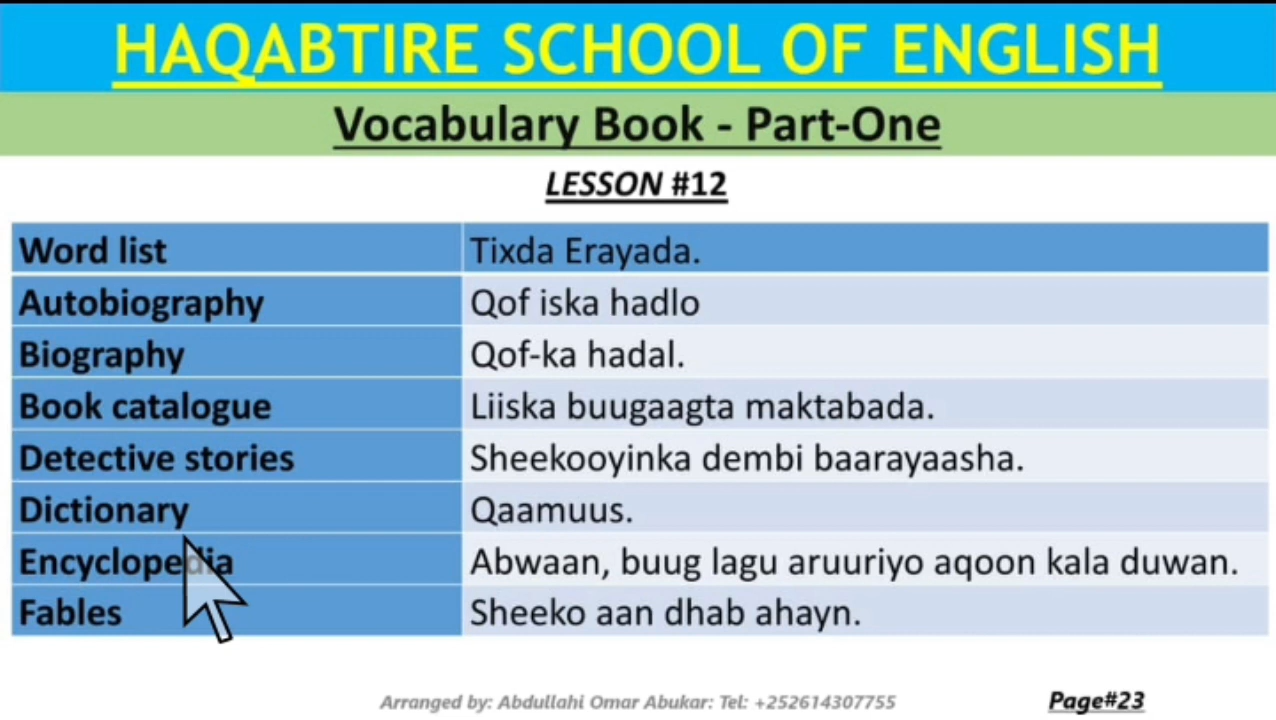 HAQABTIRE SCHOOL OF ENGLISH
Vocabulary Book - Part-One
LESSON #12
Word list Tixda Erayada.
Autobiography Qof iska hadlo
Biography Qof-ka hadal.
Book catalogue Liiska buugaagta maktabada.
Detective stories Sheekooyinka dembi baarayaasha.
Dictionary Qaamuus.
Encyclopedia Abwaan, buug lagu aruuriyo aqoon kala duwan.
Fables Sheeko aan dhab ahayn.
Arranged by: Abdullahi Omar Abukar: Tel: +252614307755 Page#23